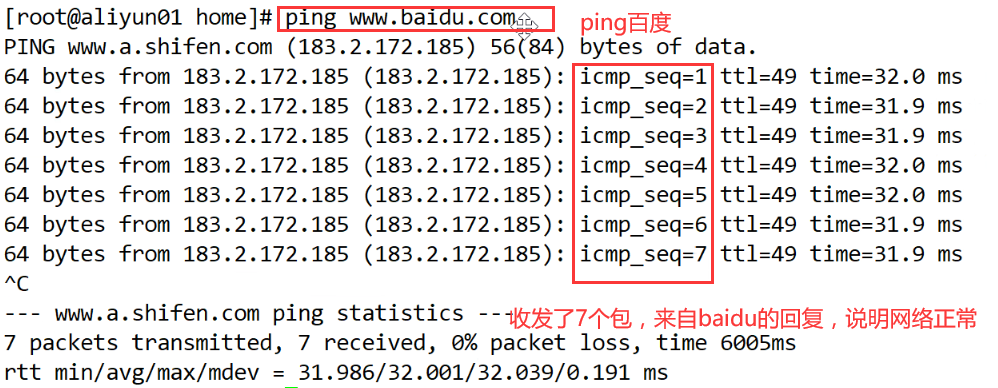 [root@aliyun01 home]# ping www.baidu.com
ping百度
PING www.a.shifen.com (183.2.172.185) 56(84) bytes of data.
64 bytes from 183.2.172.185 (183.2.172.185): icmp_seq=1 ttl=49 time=32.0 ms
64 bytes from 183.2.172.185 (183.2.172.185): icmp_seq=2 ttl=49 time=31.9 ms
64 bytes from 183.2.172.185 (183.2.172.185): icmp_seq=3 ttl=49 time=31.9 ms
64 bytes from 183.2.172.185 (183.2.172.185): icmp_seq=4 ttl=49 time=32.0 ms
64 bytes from 183.2.172.185 (183.2.172.185): icmp_seq=5 ttl=49 time=31.9 ms
64 bytes from 183.2.172.185 (183.2.172.185): icmp_seq=6 ttl=49 time=31.9 ms
64 bytes from 183.2.172.185 (183.2.172.185): icmp_seq=7 ttl=49 time=31.9 ms
^C
--- www.a.shifen.com ping statistics ---
收发了7个包，来自baidu的回复，说明网络正常
7 packets transmitted, 7 received, 0% packet loss, time 6005ms
rtt min/avg/max/mdev = 31.986/32.001/32.039/0.191 ms